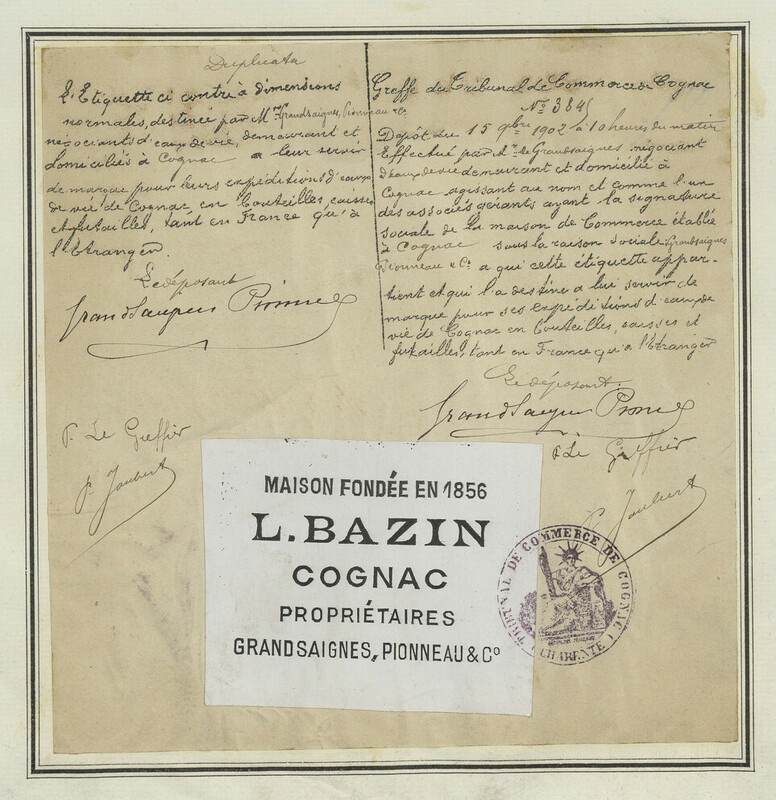 Duplicata
L'Etiquette ci contre à dimensions
normales, destinée par M.rs Grandsaignes, Pionneau & Co.
négociants d'eaux de vie, demeurant et
domiciliés à Cognac a leur servir
de marque pour leurs expéditions d'eaux
de vie de Cognac en bouteilles, caisses
et futailles, tant en France qu'à
l'Etranger.
Le déposant
Grandsaignes Pionneau
P. Le Greffier
P. Joubert
Greffe du Tribunal de Commerce de Cognac
No 384
Dépôt du 15 9bre 1902 à 10 heures du matin
Effectué par M. de Grandsaignes négociant
d'eaux de vie demeurant et domicilié à
Cognac agissant au nom et comme l'un
des associés gérants ayant la signature
sociale de la maison de Commerce établie
à Cognac sous la raison sociale Grandsaignes
Pionneau & Co. a qui cette étiquette appar-
tient et qui l'a destine a lui servir de
marque pour ses expéditions d'eaux de
vie de Cognac en bouteilles, caisses et
futailles, tant en France qu'a l'Etranger
Le déposant.
Grandsaignes Pionneau
P. Le Greffier
P. Joubert
MAISON FONDÉE EN 1856
L. BAZIN
COGNAC
PROPRIÉTAIRES
GRANDSAIGNES, PIONNEAU & Co
TRIBUNAL DE COMMERCE DE COGNAC
(CHARENTE)